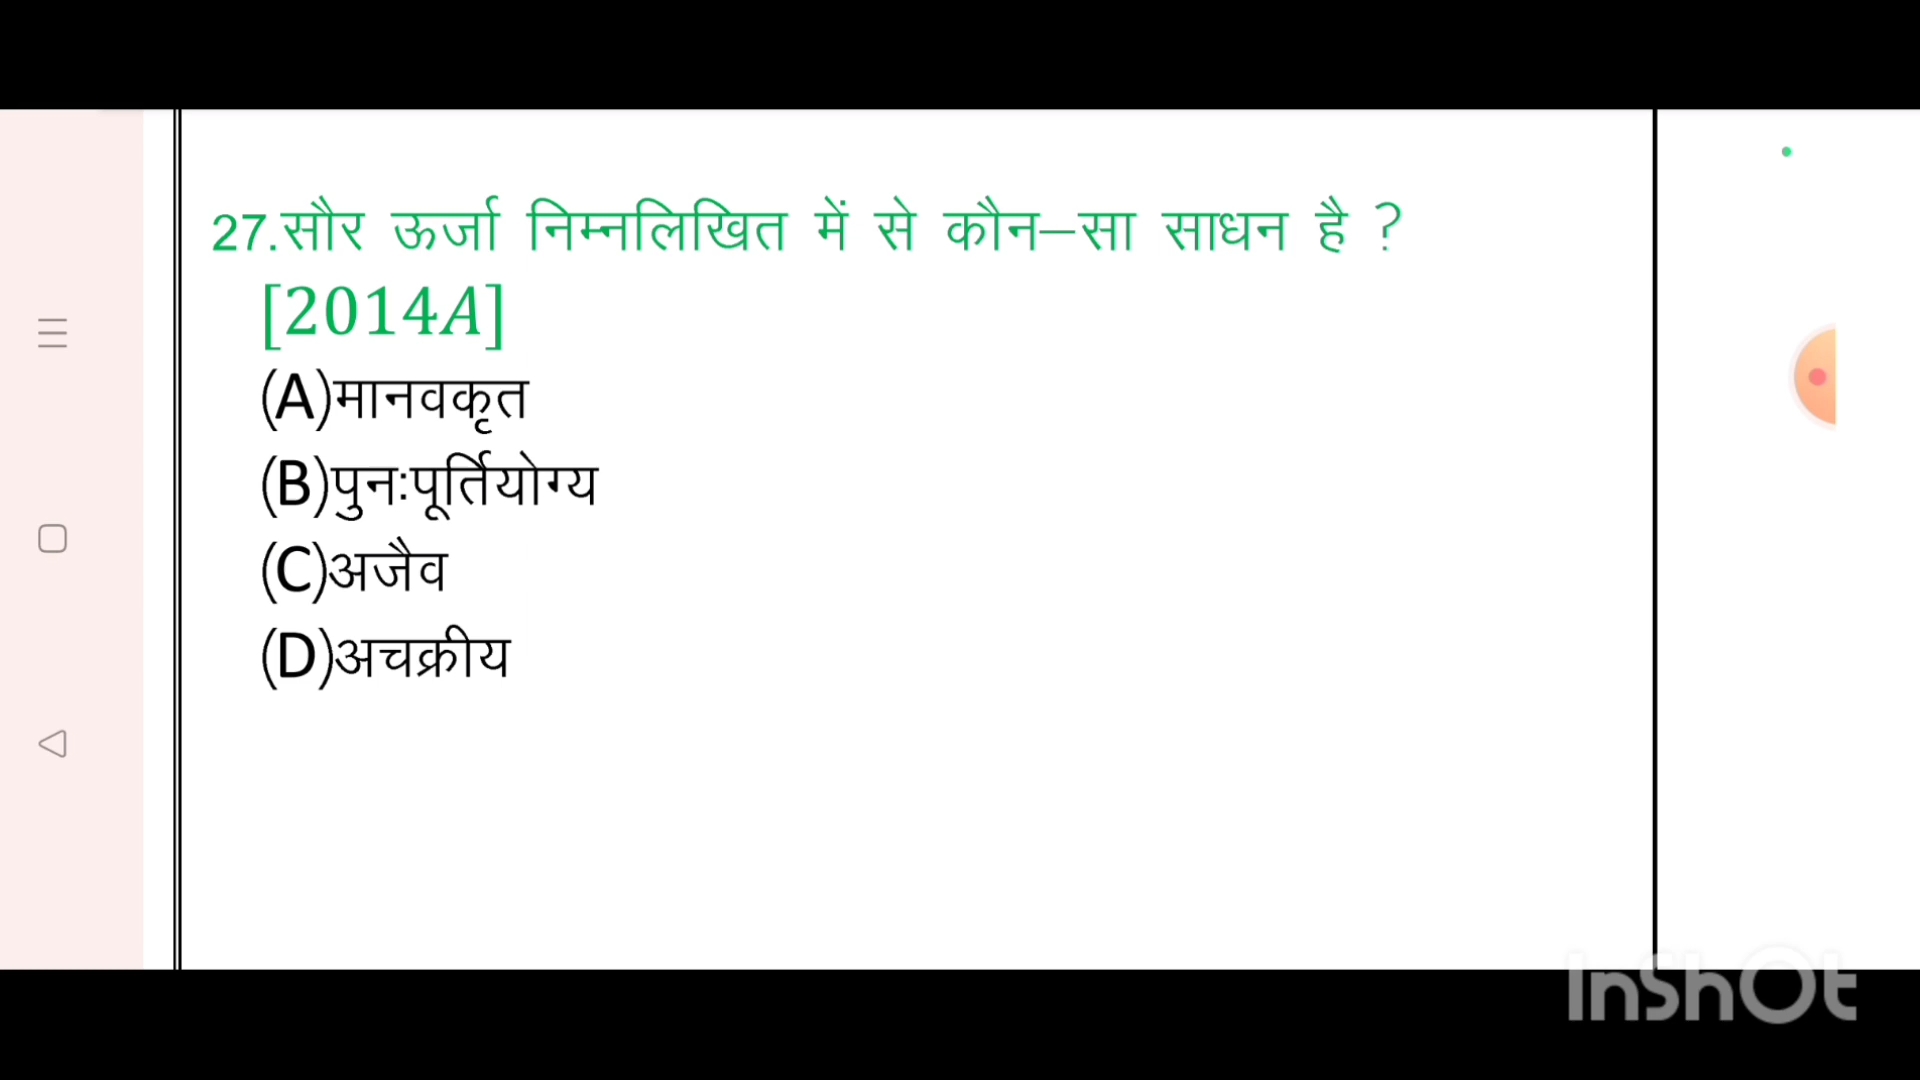 27.सौर ऊर्जा निम्नलिखित में से कौन–सा साधन है ?
[2014A]
(A)मानवकृत
(B)पुनःपूर्तियोग्य
(C)अजैव
(D)अचक्रीय
InShOt